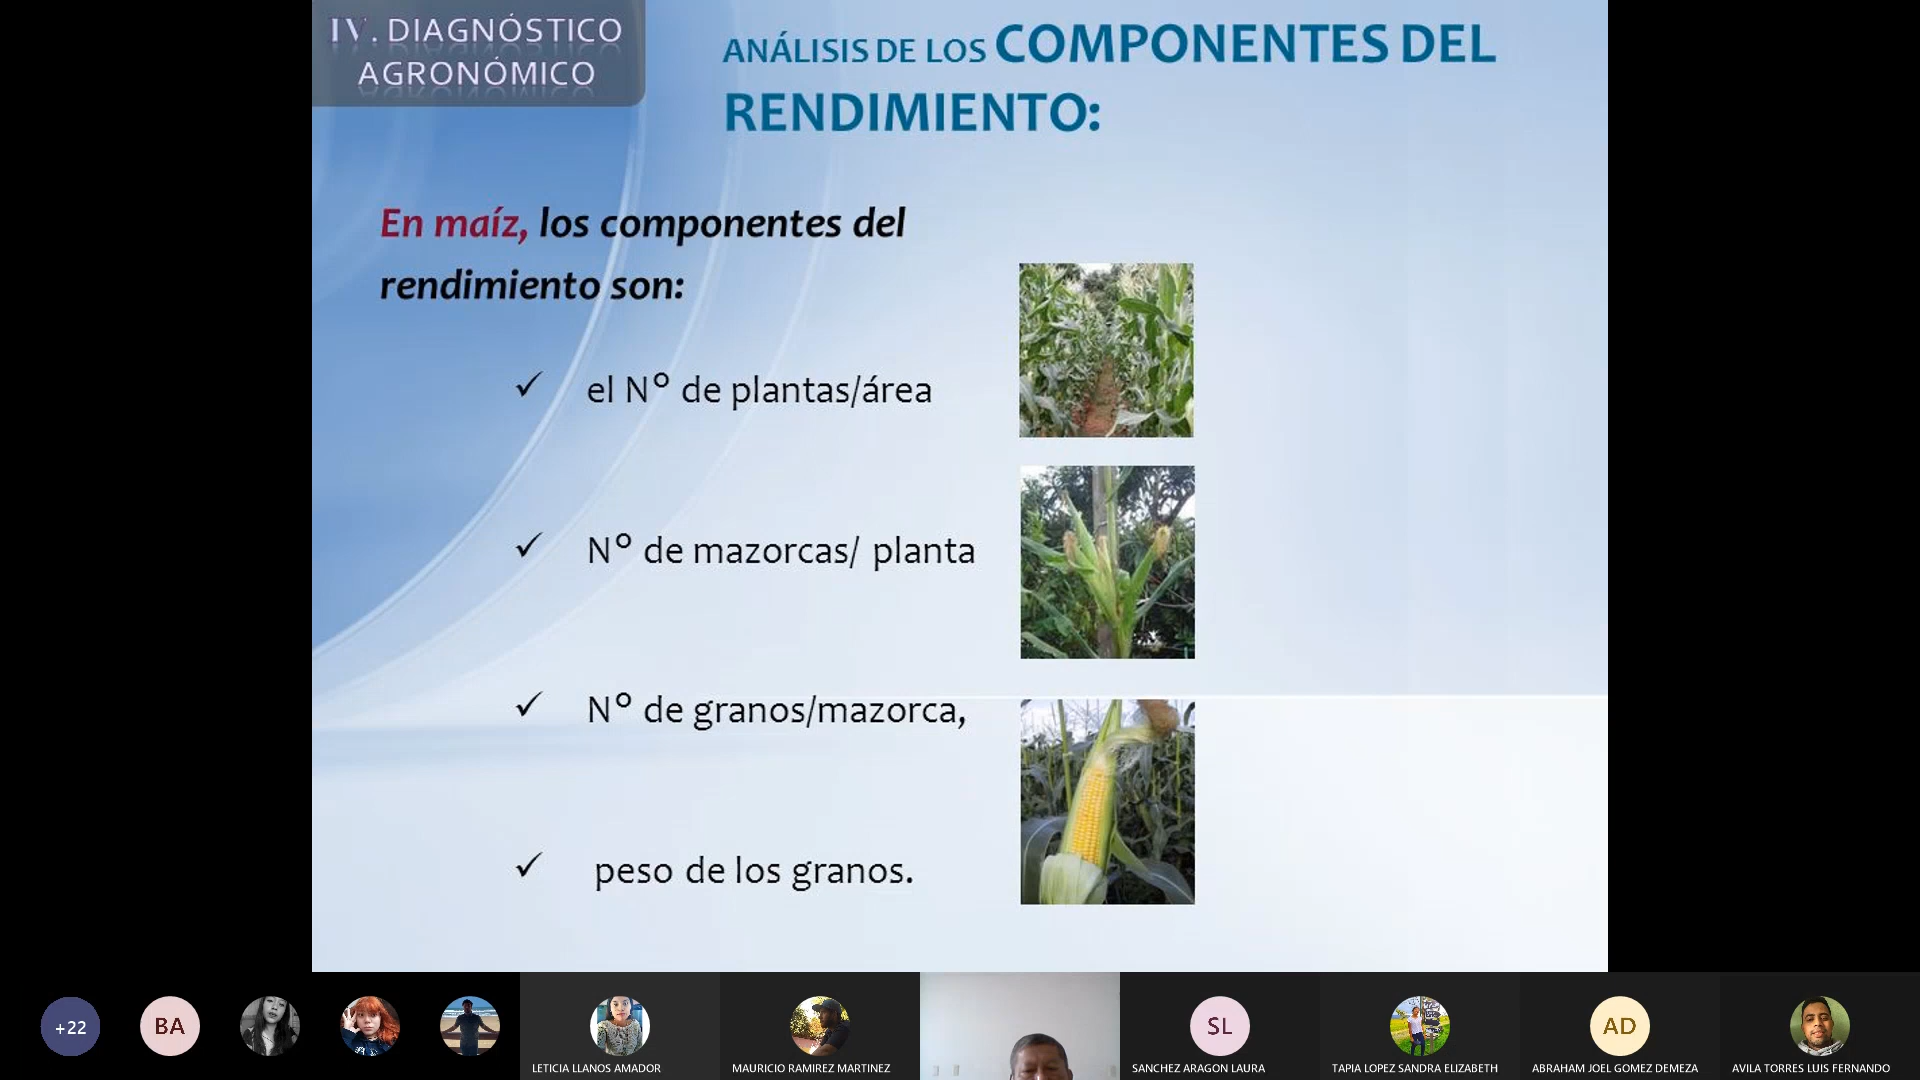 IV. DIAGNÓSTICO
AGRONÓMICO
ANÁLISIS DE LOS COMPONENTES DEL
RENDIMIENTO:
En maíz, los componentes del
rendimiento son:
✓ el N° de plantas/área
✓ N° de mazorcas/ planta
✓ N° de granos/mazorca,
✓ peso de los granos.
+22
BA
SL
AD
LETICIA LLANOS AMADOR
MAURICIO RAMIREZ MARTINEZ
SANCHEZ ARAGON LAURA
TAPIA LOPEZ SANDRA ELIZABETH
ABRAHAM JOEL GOMEZ DEMEZA
AVILA TORRES LUIS FERNANDO